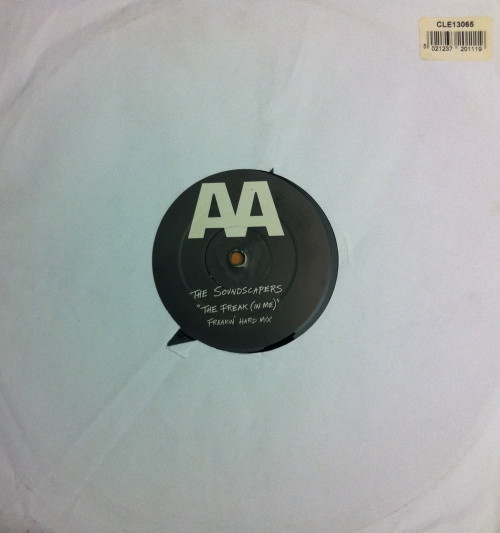 CLE13065
5 021237 201119
AA
THE SOUNDSCAPERS
"THE FREAK (IN ME)"
FREAKIN' HARD MIX